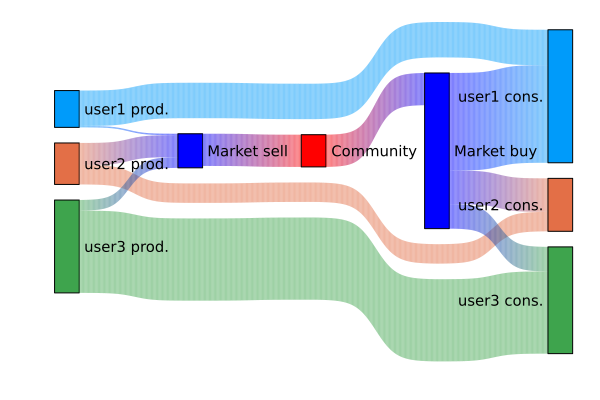 user1 prod.
user2 prod.
user3 prod.
Market sell
Community
Market buy
user1 cons.
user2 cons.
user3 cons.